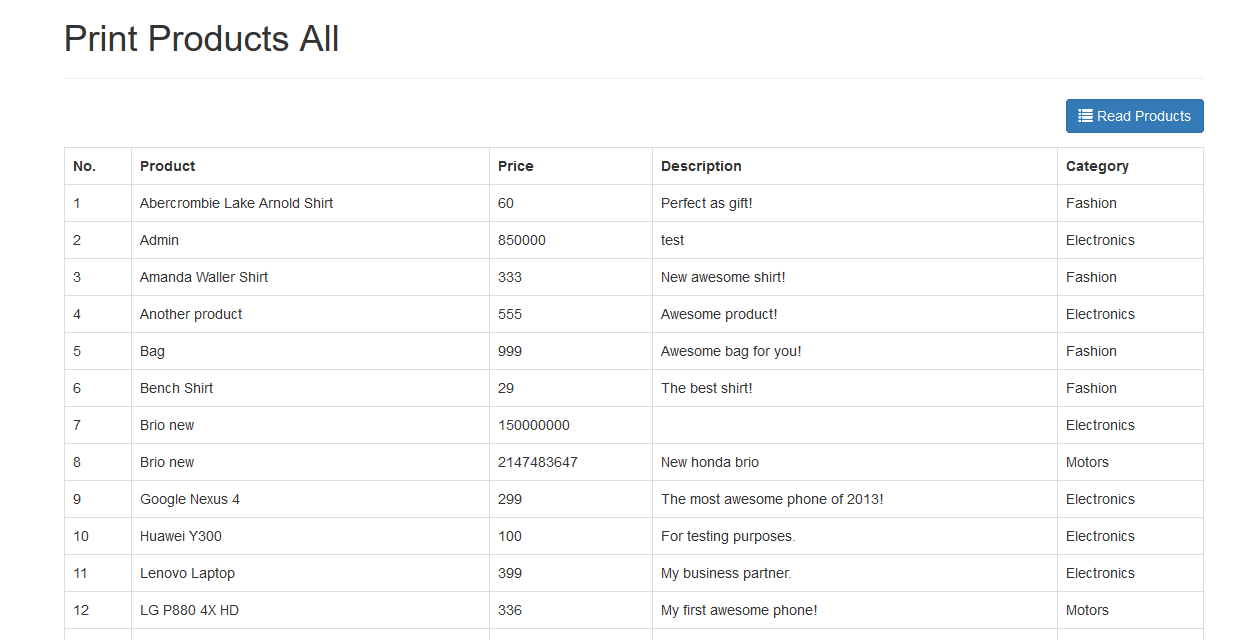 Print Products All
Read Products
No. Product Price Description Category
1 Abercrombie Lake Arnold Shirt 60 Perfect as gift! Fashion
2 Admin 850000 test Electronics
3 Amanda Waller Shirt 333 New awesome shirt! Fashion
4 Another product 555 Awesome product! Electronics
5 Bag 999 Awesome bag for you! Fashion
6 Bench Shirt 29 The best shirt! Fashion
7 Brio new 150000000 Electronics
8 Brio new 2147483647 New honda brio Motors
9 Google Nexus 4 299 The most awesome phone of 2013! Electronics
10 Huawei Y300 100 For testing purposes. Electronics
11 Lenovo Laptop 399 My business partner. Electronics
12 LG P880 4X HD 336 My first awesome phone! Motors